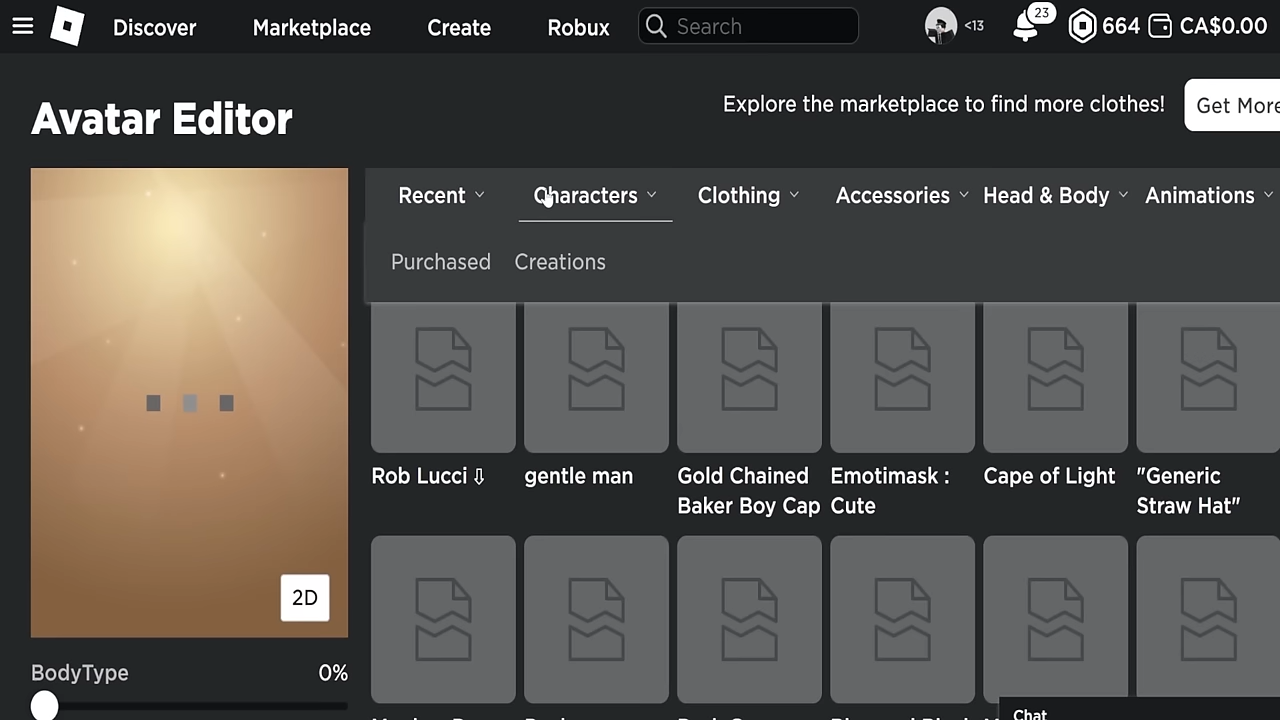 Discover Marketplace Create Robux Search <13 23 664 CA$0.00
Avatar Editor
Explore the marketplace to find more clothes! Get More
Recent Characters Clothing Accessories Head & Body Animations
Purchased Creations
Rob Lucci ⇩ gentle man Gold Chained Emotimask : Cape of Light "Generic
Baker Boy Cap Cute Straw Hat"
2D
BodyType 0%
Chat